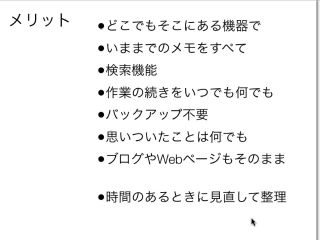 メリット
●どこでもそこにある機器で
●いままでのメモをすべて
●検索機能
●作業の続きをいつでも何でも
●バックアップ不要
●思いついたことは何でも
●ブログやWebページもそのまま
●時間のあるときに見直して整理